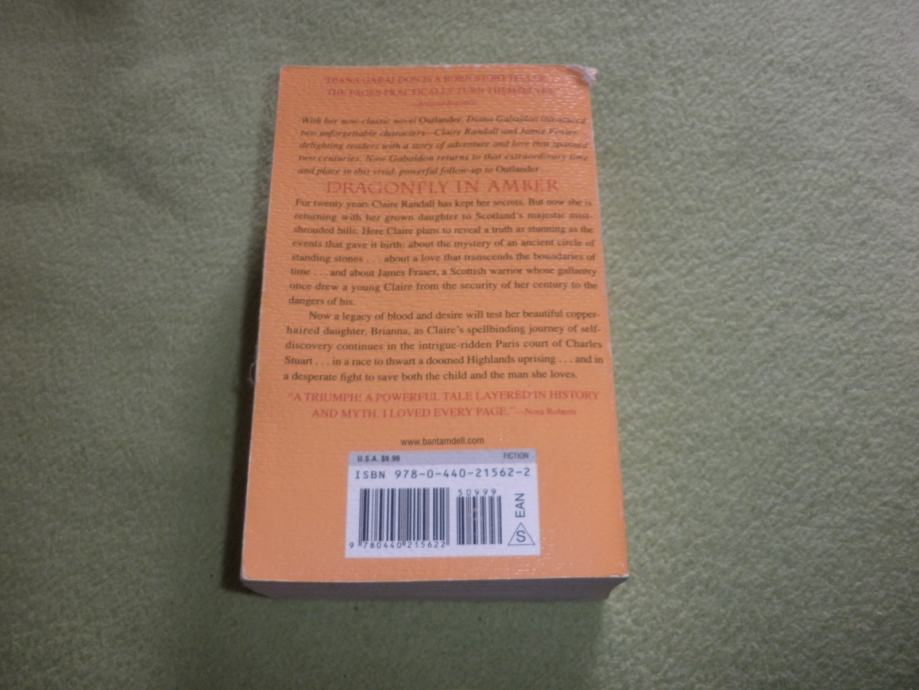 "DIANA GABALDON IS A BORN STORYTELLER.
THE PAGES PRACTICALLY TURN THEMSELVES."
With her now-classic novel Outlander, Diana Gabaldon introduced
two unforgettable characters—Claire Randall and Jamie Fraser,
delighting readers with a story of adventure and love that spanned
two centuries. Now Gabaldon returns to that extraordinary time
and place in this vivid, powerful follow-up to Outlander
DRAGONFLY IN AMBER
For twenty years Claire Randall has kept her secrets. But now she is
returning with her grown daughter to Scotland's majestic mist-
shrouded hills. Here Claire plans to reveal a truth as stunning as the
events that gave it birth: about the mystery of an ancient circle of
standing stones . . . about a love that transcends the boundaries of
time . . . and about James Fraser, a Scottish warrior whose gallantry
once drew a young Claire from the security of her century to the
dangers of his.
Now a legacy of blood and desire will test her beautiful copper-
haired daughter, Brianna, as Claire's spellbinding journey of self-
discovery continues in the intrigue-ridden Paris court of Charles
Stuart . . . in a race to thwart a doomed Highlands uprising . . . and in
a desperate fight to save both the child and the man she loves.
"A TRIUMPH! A POWERFUL TALE LAYERED IN HISTORY
AND MYTH. I LOVED EVERY PAGE."—Nora Roberts
www.bantamdell.com
U.S.A. $9.99 FICTION
ISBN 978-0-440-21562-2
50999
9 780440 215622
S EAN